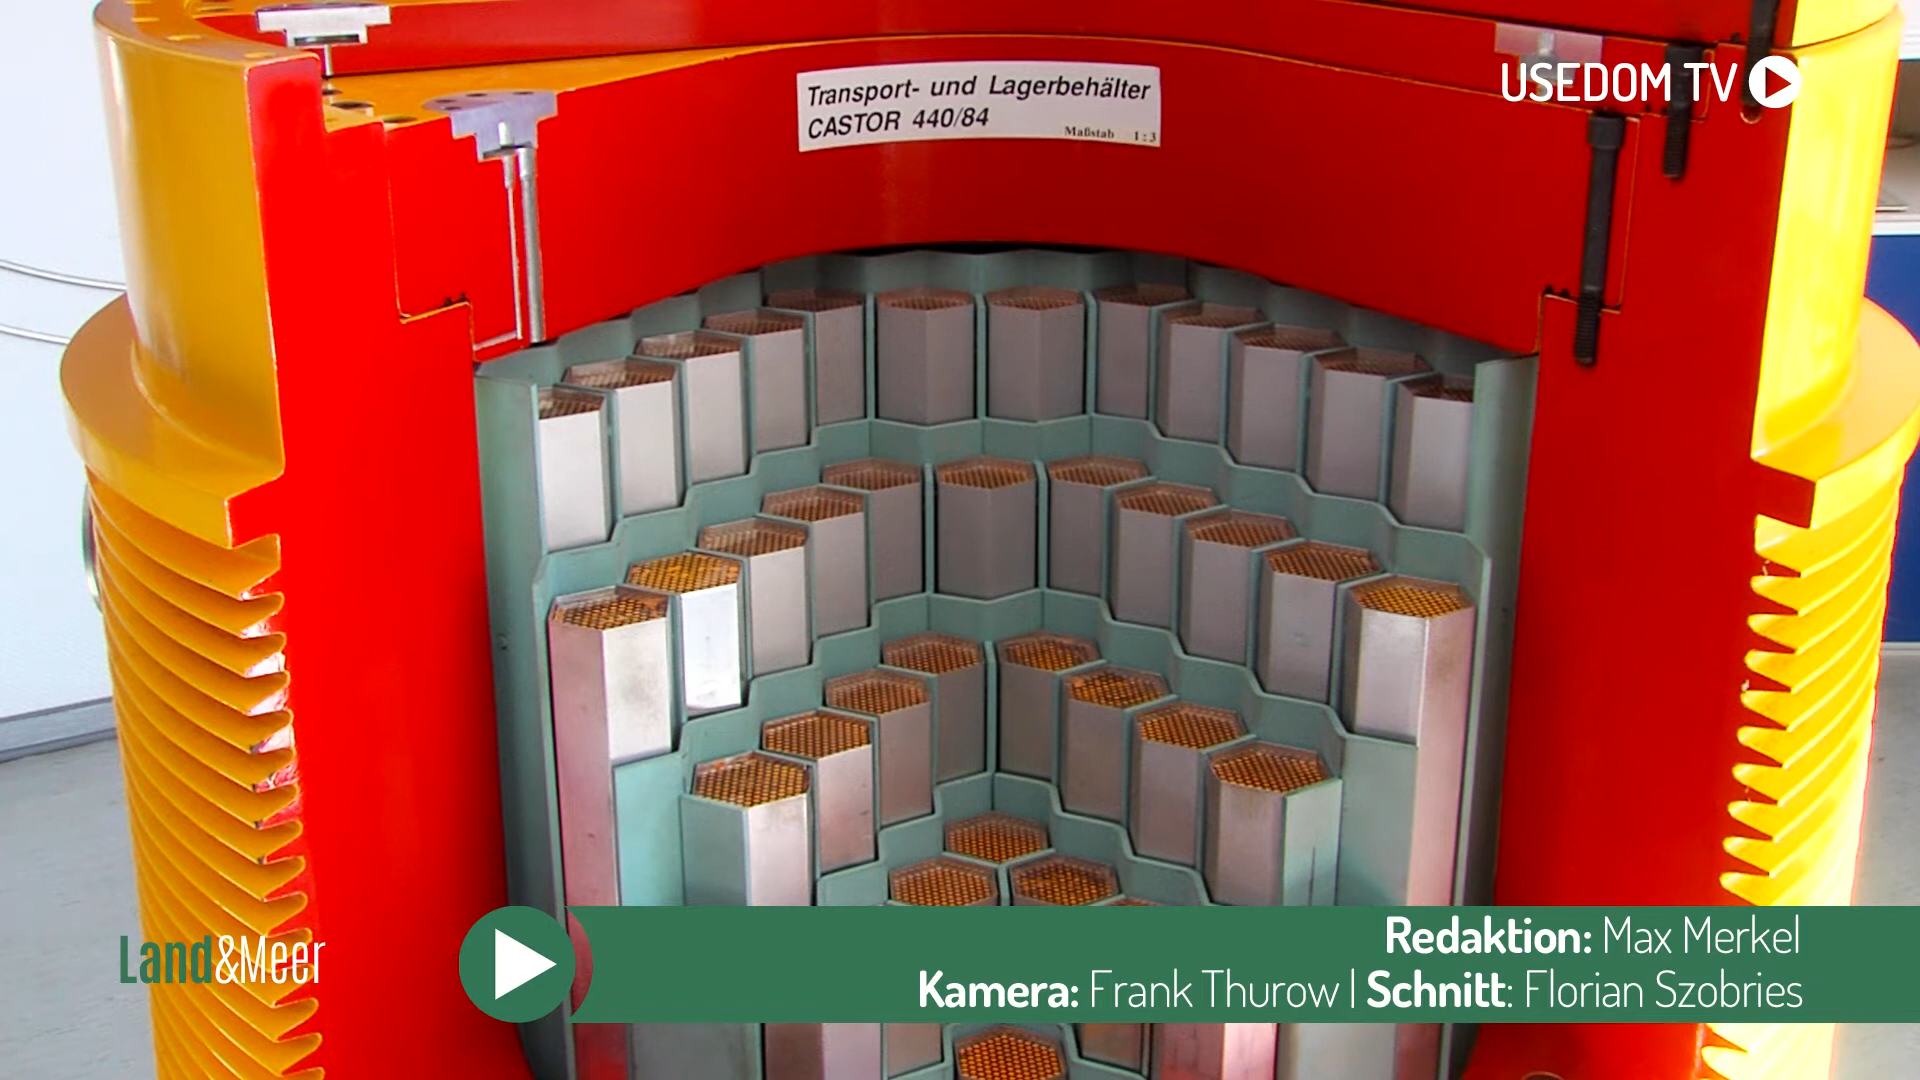 Transport- und Lagerbehälter
CASTOR 440/84
Maßstab 1:3
USEDOM TV
Land&Meer
Redaktion: Max Merkel
Kamera: Frank Thurow | Schnitt: Florian Szobries